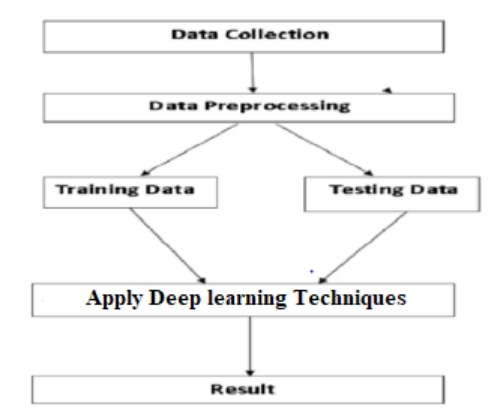 Data Collection
Data Preprocessing
Training Data
Testing Data
Apply Deep learning Techniques
Result